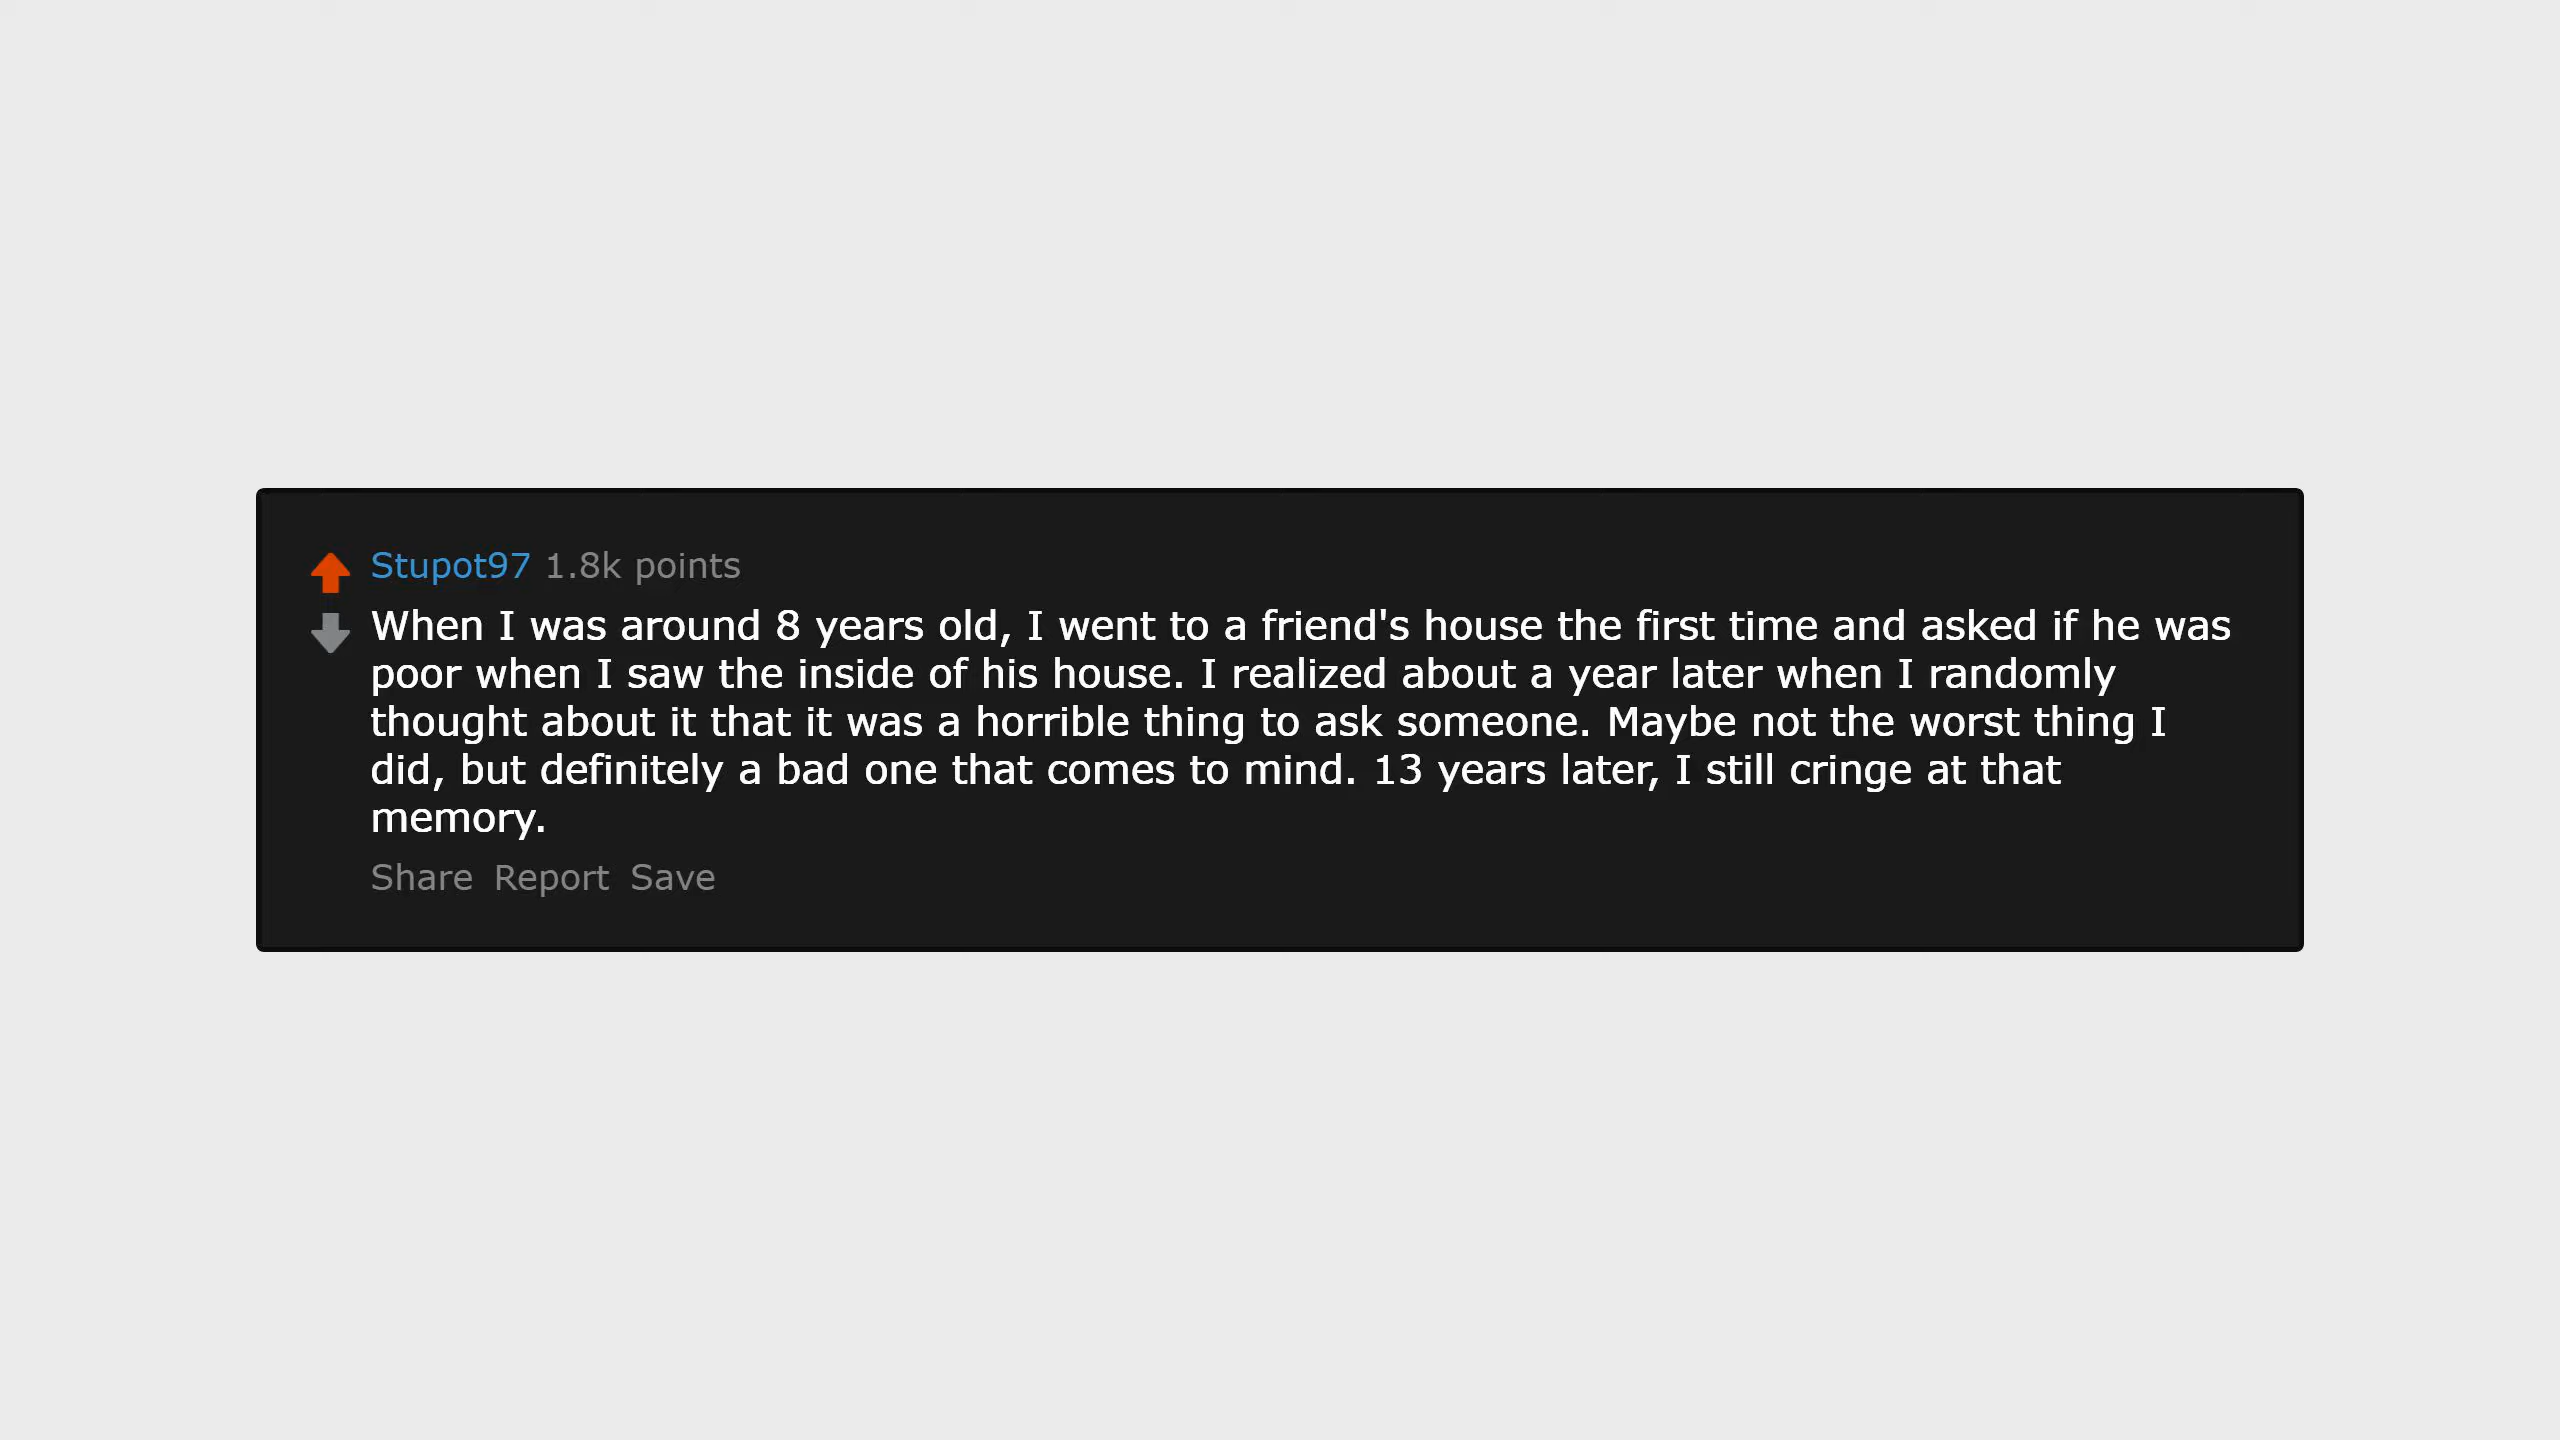 Stupot97 1.8k points
When I was around 8 years old, I went to a friend's house the first time and asked if he was
poor when I saw the inside of his house. I realized about a year later when I randomly
thought about it that it was a horrible thing to ask someone. Maybe not the worst thing I
did, but definitely a bad one that comes to mind. 13 years later, I still cringe at that
memory.
Share Report Save